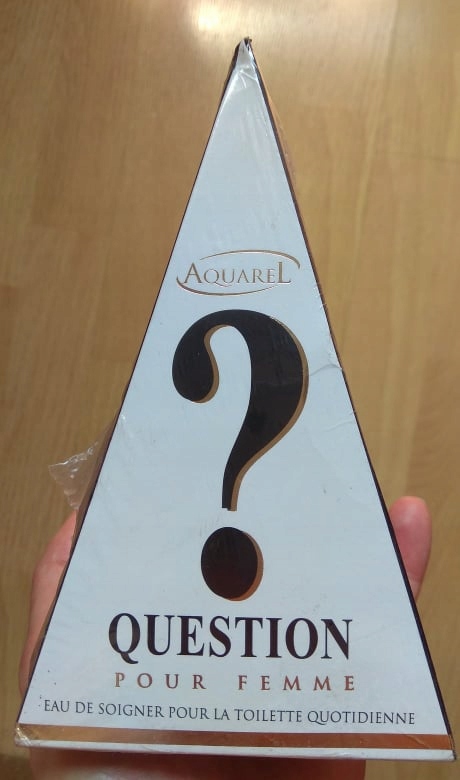 AQUAREL
?
QUESTION
POUR FEMME
EAU DE SOIGNER POUR LA TOILETTE QUOTIDIENNE